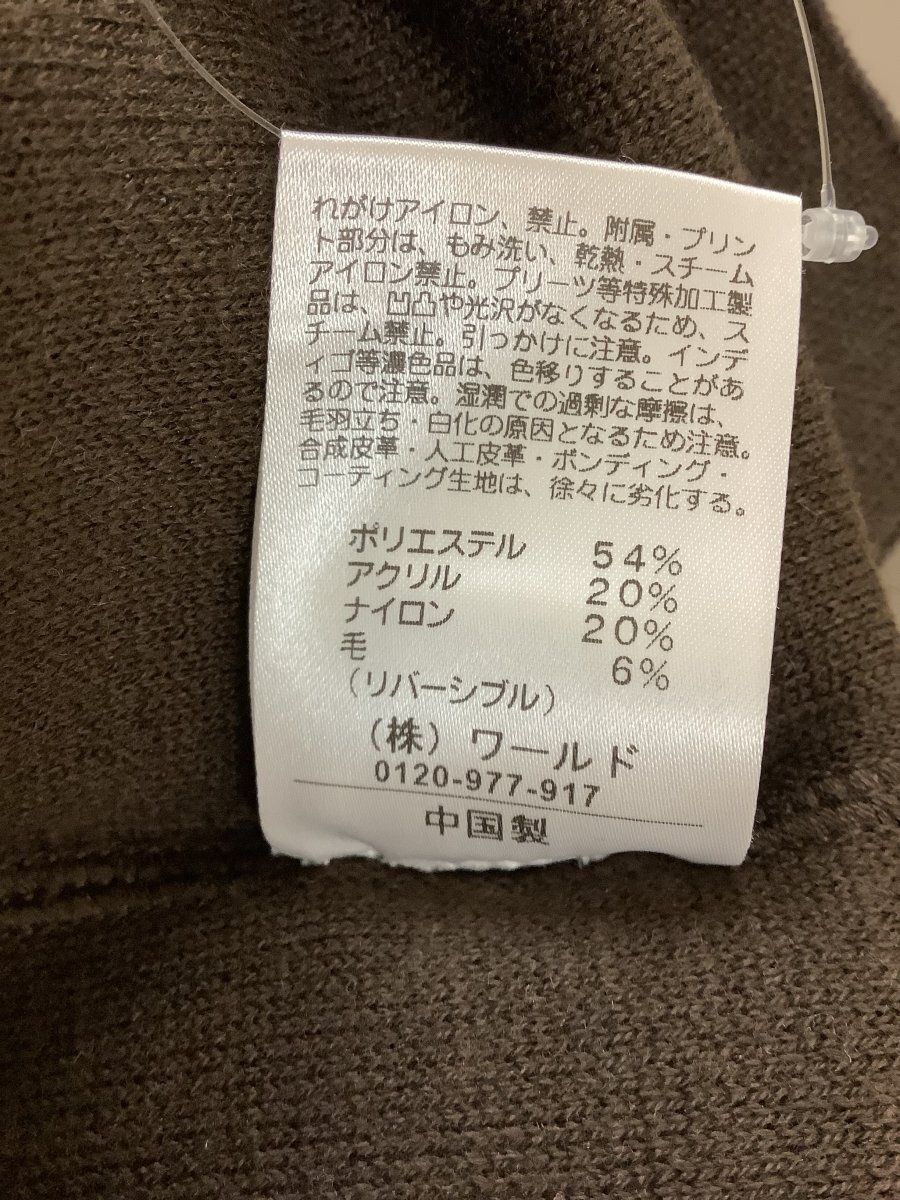 れがけアイロン、禁止。附属・プリン
ト部分は、もみ洗い、乾熱・スチーム
アイロン禁止。プリーツ等特殊加工製
品は、凹凸や光沢がなくなるため、ス
チーム禁止。引っかけに注意。インデ
ィゴ等濃色品は、色移りすることがあ
るので注意。湿潤での過剰な摩擦は、
毛羽立ち・白化の原因となるため注意。
合成皮革・人工皮革・ボンディング・
コーティング生地は、徐々に劣化する。
ポリエステル 54%
アクリル 20%
ナイロン 20%
毛 6%
(リバーシブル)
(株) ワールド
0120-977-917
中国製